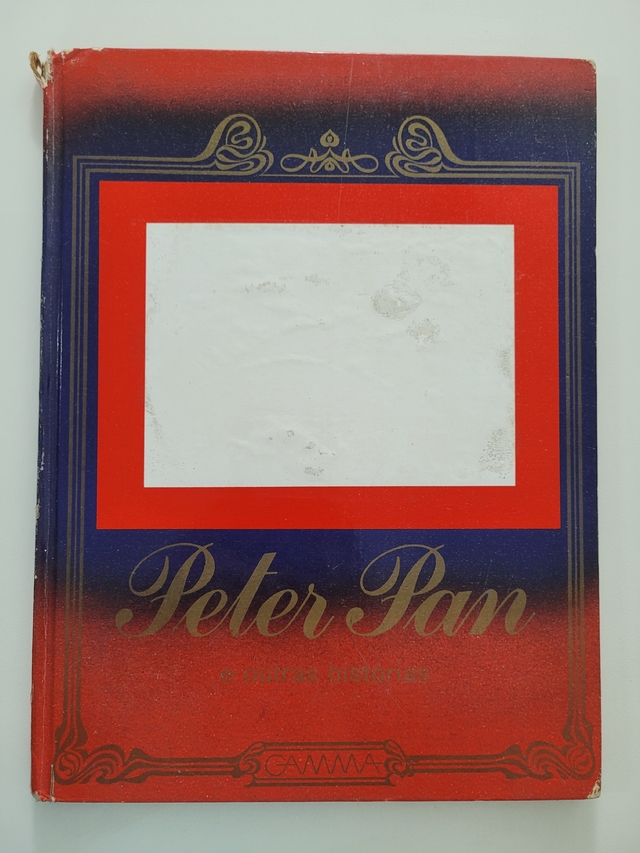 Peter Pan
e outras histórias
GAMMA